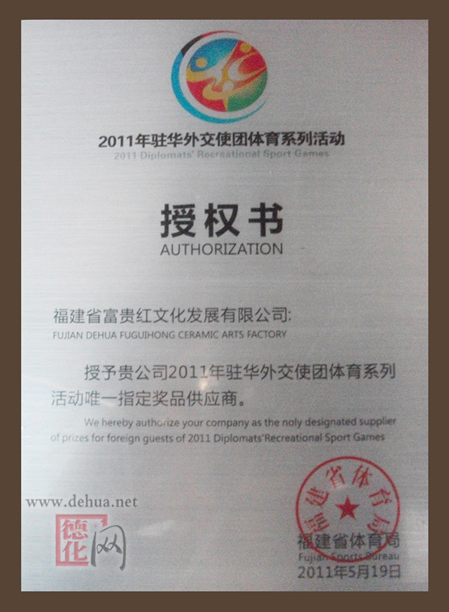 2011年驻华外交使团体育系列活动
2011 Diplomats' Recreational Sport Games
授权书
AUTHORIZATION
福建省富贵红文化发展有限公司:
FUJIAN DEHUA FUGUIHONG CERAMIC ARTS FACTORY
授予贵公司2011年驻华外交使团体育系列
活动唯一指定奖品供应商。
We hereby authorize your company as the noly designated supplier
of prizes for foreign guests of 2011 Diplomats'Recreational Sport Games
www.dehua.net
德化网
福建省体育局
福建省体育局
Fujian Sports Bureau
2011年5月19日